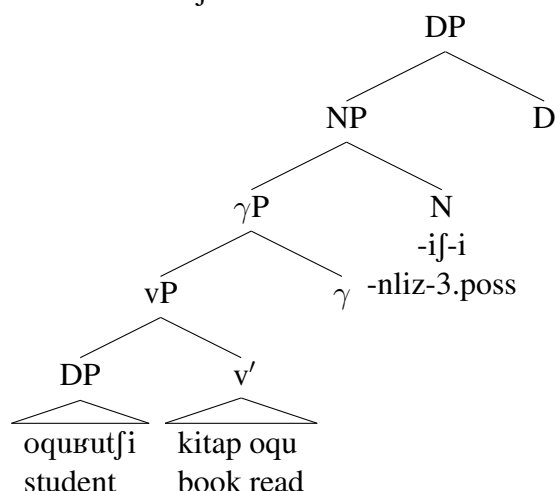 DP
NP D
γP N
-iʃ-i
vP γ -nliz-3.poss
DP v′
oquʁutʃi kitap oqu
student book read